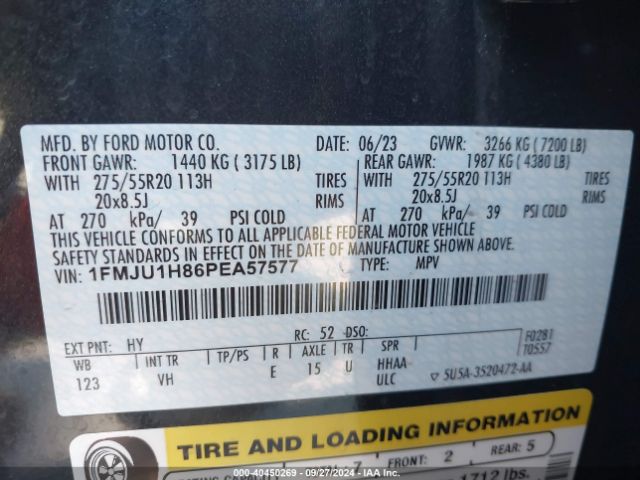 MFD. BY FORD MOTOR CO. DATE: 06/23 GVWR: 3266 KG (7200 LB)
FRONT GAWR: 1440 KG (3175 LB) REAR GAWR: 1987 KG (4380 LB)
WITH 275/55R20 113H TIRES WITH 275/55R20 113H TIRES
20x8.5J RIMS 20x8.5J RIMS
AT 270 kPa/ 39 PSI COLD AT 270 kPa/ 39 PSI COLD
THIS VEHICLE CONFORMS TO ALL APPLICABLE FEDERAL MOTOR VEHICLE
SAFETY STANDARDS IN EFFECT ON THE DATE OF MANUFACTURE SHOWN ABOVE.
VIN: 1FMJU1H86PEA57577 TYPE: MPV
F0281
T0557
EXT PNT: HY RC: 52 DSO:
WB INT TR TP/PS R AXLE TR SPR
123 VH E 15 U HHAA
ULC ▽ 5U5A-3520472-AA
TIRE AND LOADING INFORMATION
7 FRONT: 2 REAR: 5
1712 lbs.
000-40450269 09/27/2024 IAA. Inc.